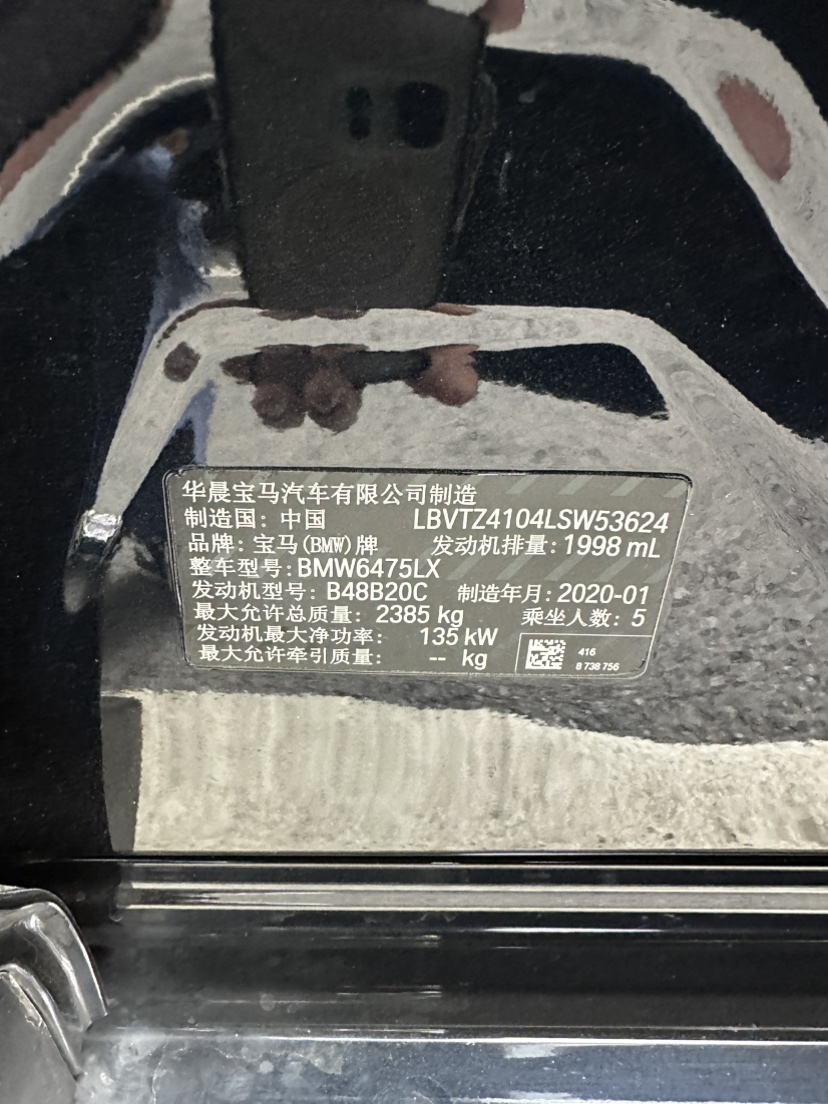 华晨宝马汽车有限公司制造
制造国：中国 LBVTZ4104LSW53624
品牌：宝马(BMW)牌 发动机排量：1998 mL
整车型号：BMW6475LX
发动机型号：B48B20C 制造年月：2020-01
最大允许总质量：2385 kg 乘坐人数：5
发动机最大净功率： 135 kW
最大允许牵引质量： -- kg
416
8 738 756